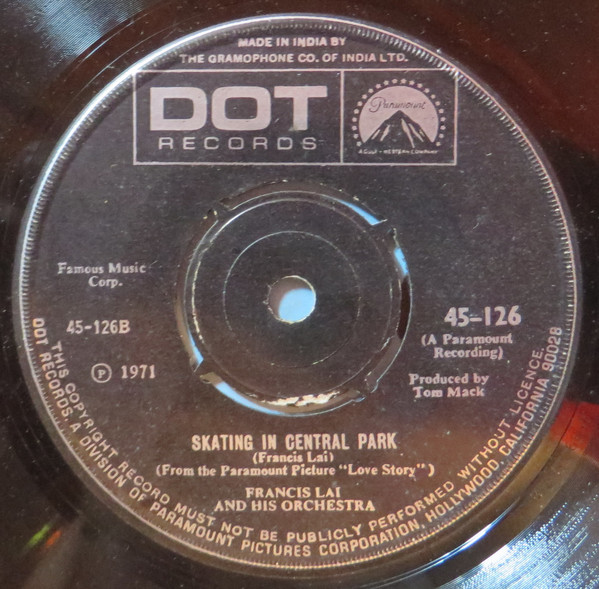 MADE IN INDIA BY
THE GRAMOPHONE CO. OF INDIA LTD.
DOT
RECORDS
Paramount
A GULF + WESTERN COMPANY
Famous Music
Corp.
45-126B
℗ 1971
45-126
(A Paramount
Recording)
Produced by
Tom Mack
SKATING IN CENTRAL PARK
(Francis Lai)
(From the Paramount Picture "Love Story")
FRANCIS LAI
AND HIS ORCHESTRA
THIS COPYRIGHT RECORD MUST NOT BE PUBLICLY PERFORMED WITHOUT LICENCE.
DOT RECORDS, A DIVISION OF PARAMOUNT PICTURES CORPORATION, HOLLYWOOD, CALIFORNIA 90028